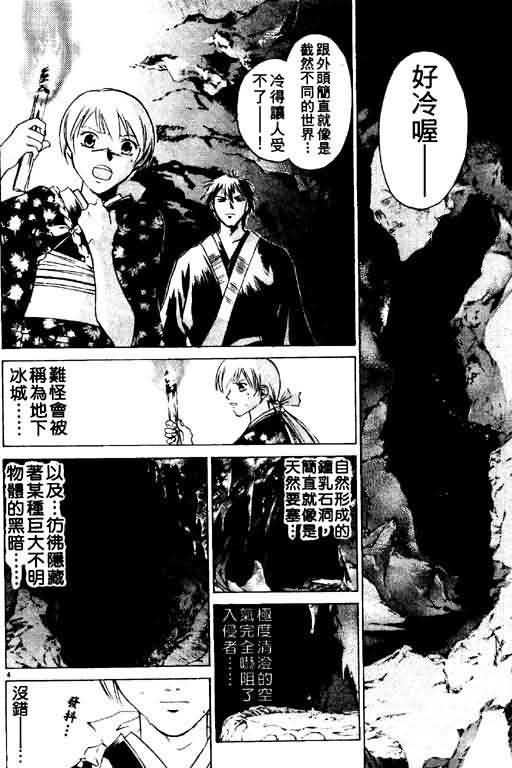 好冷喔——
跟外頭簡直就像是
截然不同的世界…
冷得讓人受
不了——！
難怪會被
稱為地下
冰城……
自然形成的
鐘乳石洞，
簡直就像是
天然要塞…
以及…彷彿隱藏
著某種巨大不明
物體的黑暗……
極度清澄的空
氣完全嚇阻了
入侵者……
發抖…
沒錯——
4